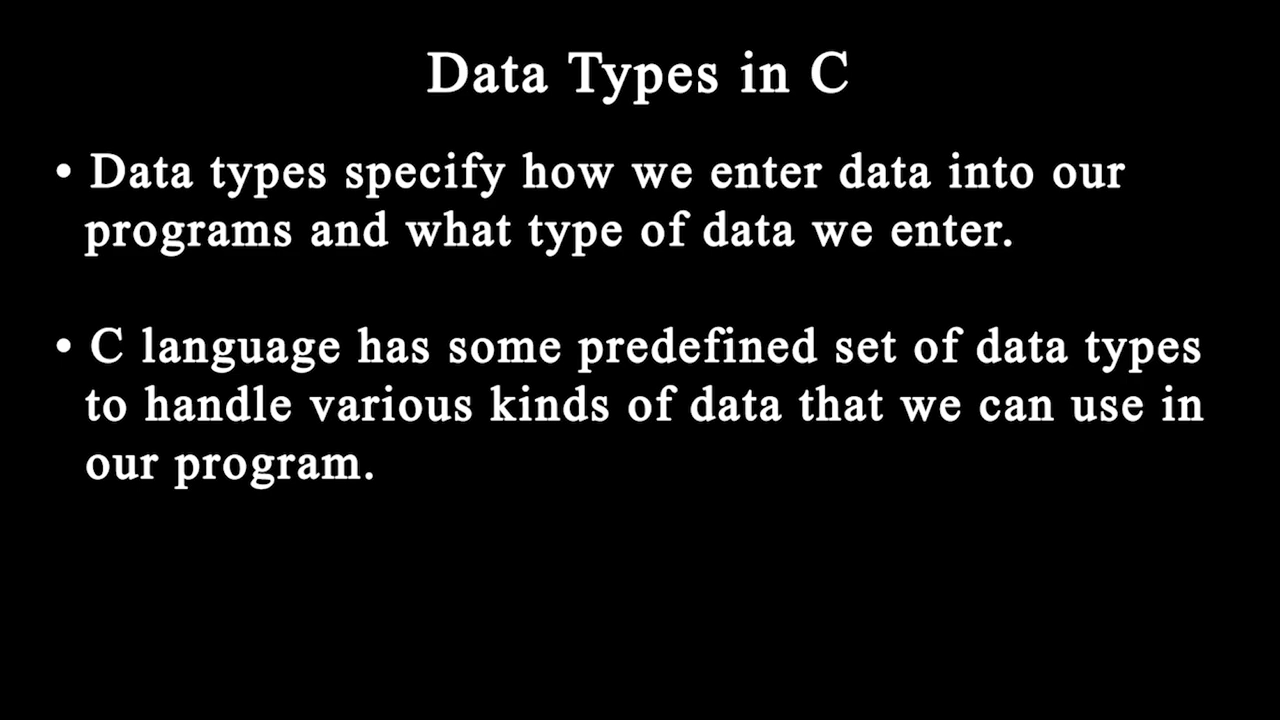 Data Types in C
• Data types specify how we enter data into our
programs and what type of data we enter.
• C language has some predefined set of data types
to handle various kinds of data that we can use in
our program.